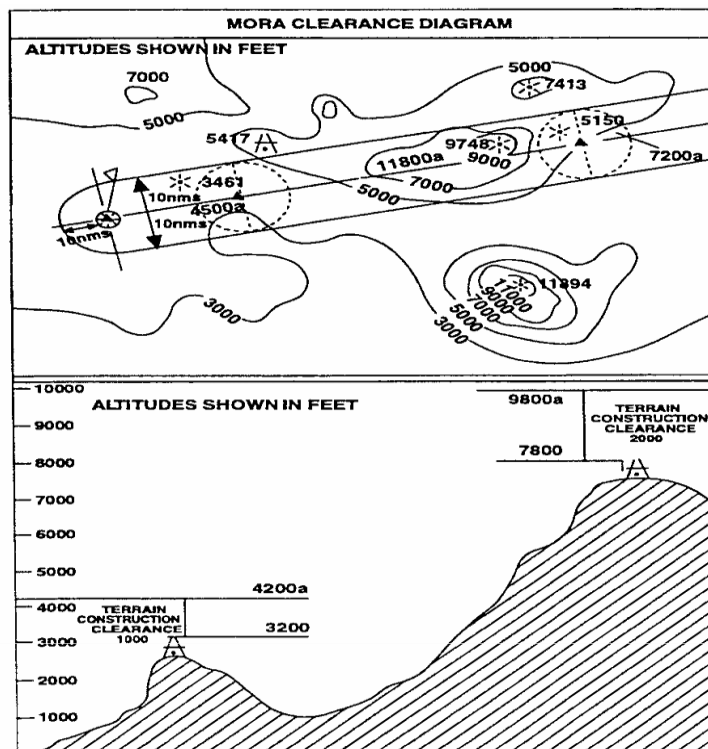 MORA CLEARANCE DIAGRAM
ALTITUDES SHOWN IN FEET
7000
5000
7413
5000
5417
5150
9748
11800a
9000
7200a
3461
7000
10nms
5000
4500a
10nms
10nms
11894
11000
9000
7000
5000
3000
3000
10000
ALTITUDES SHOWN IN FEET
9800a
TERRAIN
CONSTRUCTION
CLEARANCE
2000
9000
7800
8000
7000
6000
5000
4200a
4000
TERRAIN
CONSTRUCTION
CLEARANCE
1000
3200
3000
2000
1000